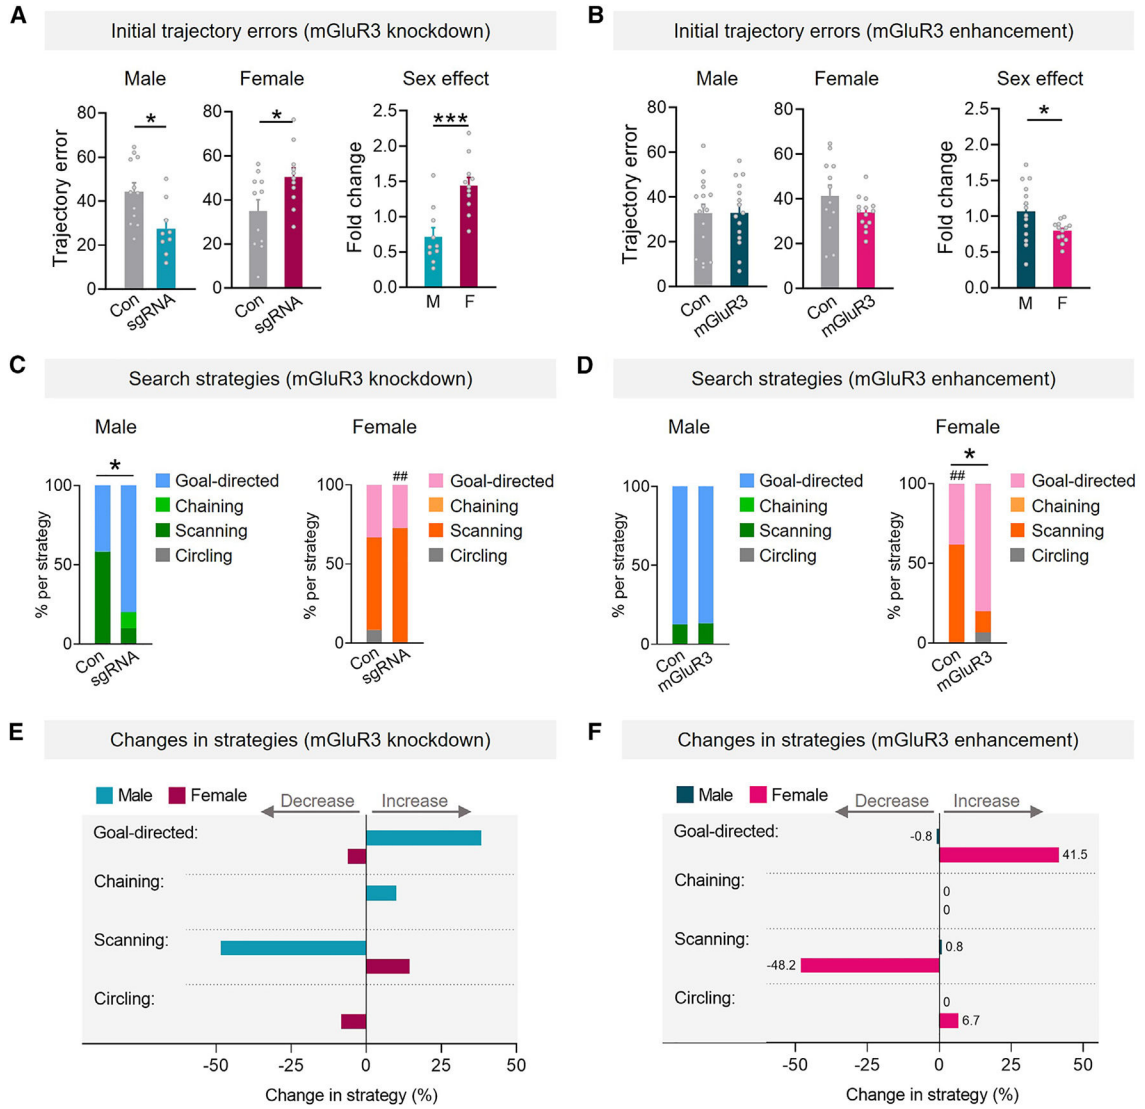 A
Initial trajectory errors (mGluR3 knockdown)
Male
Female
Sex effect
Trajectory error
80
60
40
20
0
*
Con
sgRNA
80
60
40
20
0
*
Con
sgRNA
Fold change
2.5
2.0
1.5
1.0
0.5
0.0
***
M
F
B
Initial trajectory errors (mGluR3 enhancement)
Male
Female
Sex effect
Trajectory error
80
60
40
20
0
Con
mGluR3
80
60
40
20
0
Con
mGluR3
Fold change
2.5
2.0
1.5
1.0
0.5
0.0
*
M
F
C
Search strategies (mGluR3 knockdown)
Male
% per strategy
100
50
0
*
Con
sgRNA
Goal-directed
Chaining
Scanning
Circling
Female
% per strategy
100
50
0
##
Con
sgRNA
Goal-directed
Chaining
Scanning
Circling
D
Search strategies (mGluR3 enhancement)
Male
% per strategy
100
50
0
Con
mGluR3
Goal-directed
Chaining
Scanning
Circling
Female
% per strategy
100
50
0
##
*
Con
mGluR3
Goal-directed
Chaining
Scanning
Circling
E
Changes in strategies (mGluR3 knockdown)
Male
Female
Decrease
Increase
Goal-directed:
Chaining:
Scanning:
Circling:
-50
-25
0
25
50
Change in strategy (%)
F
Changes in strategies (mGluR3 enhancement)
Male
Female
Decrease
Increase
Goal-directed:
-0.8
41.5
Chaining:
0
0
Scanning:
0.8
-48.2
Circling:
0
6.7
-50
-25
0
25
50
Change in strategy (%)